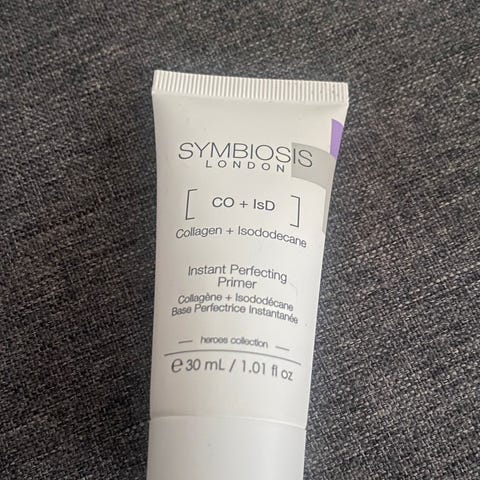 SYMBIOSIS
LONDON
[ CO + IsD ]
Collagen + Isododecane
Instant Perfecting
Primer
Collagène + Isododécane
Base Perfectrice Instantanée
heroes collection
e 30 mL / 1.01 fl oz